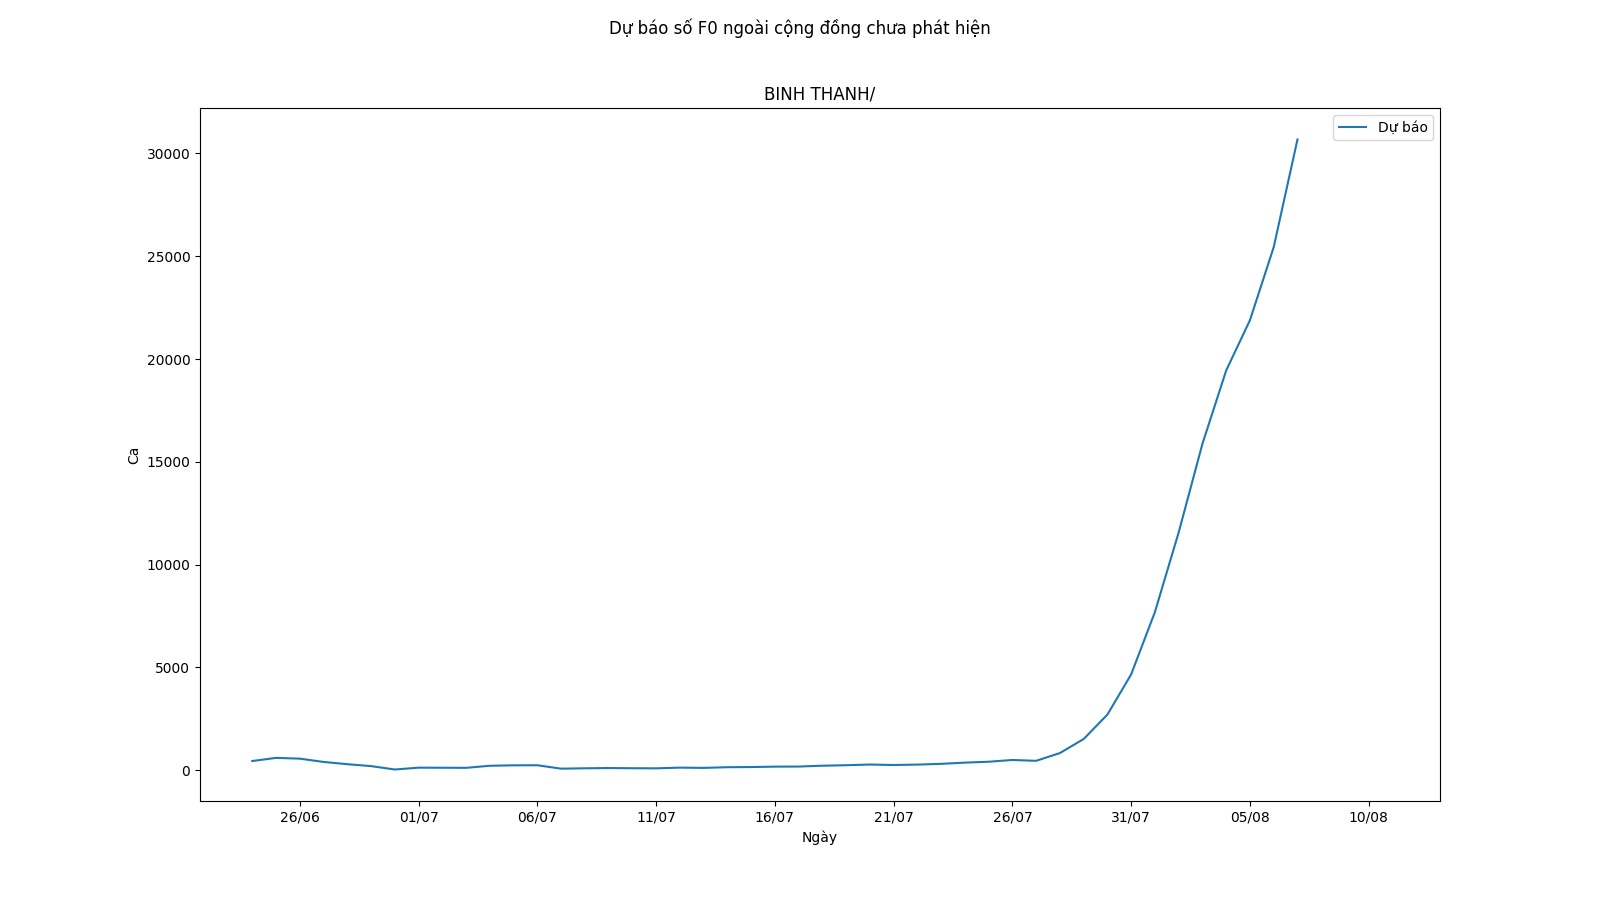 Dự báo số F0 ngoài cộng đồng chưa phát hiện
BINH THANH/
Dự báo
30000
25000
20000
15000
10000
5000
0
Ca
26/06 01/07 06/07 11/07 16/07 21/07 26/07 31/07 05/08 10/08
Ngày